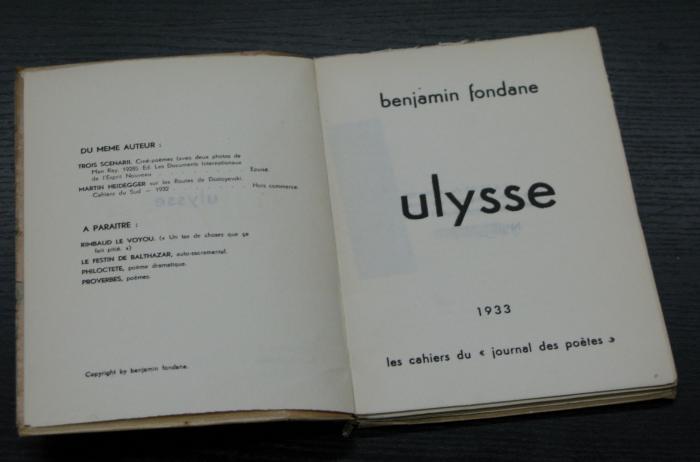 DU MEME AUTEUR :
TROIS SCENARII. Ciné-poèmes (avec deux photos de
Man Ray, 1928). Ed. Les Documents Internationaux
de l'Esprit Nouveau . . . . . . . . . . Epuisé.
MARTIN HEIDEGGER sur les Routes de Dostoyevski.
Cahiers du Sud — 1932 . . . . . . . . . . Hors commerce.
A PARAITRE :
RIMBAUD LE VOYOU. (« Un tas de choses que ça
fait pitié. »)
LE FESTIN DE BALTHAZAR, auto-sacramental.
PHILOCTETE, poème dramatique.
PROVERBES, poèmes.
Copyright by benjamin fondane.
benjamin fondane
ulysse
1933
les cahiers du « journal des poètes »